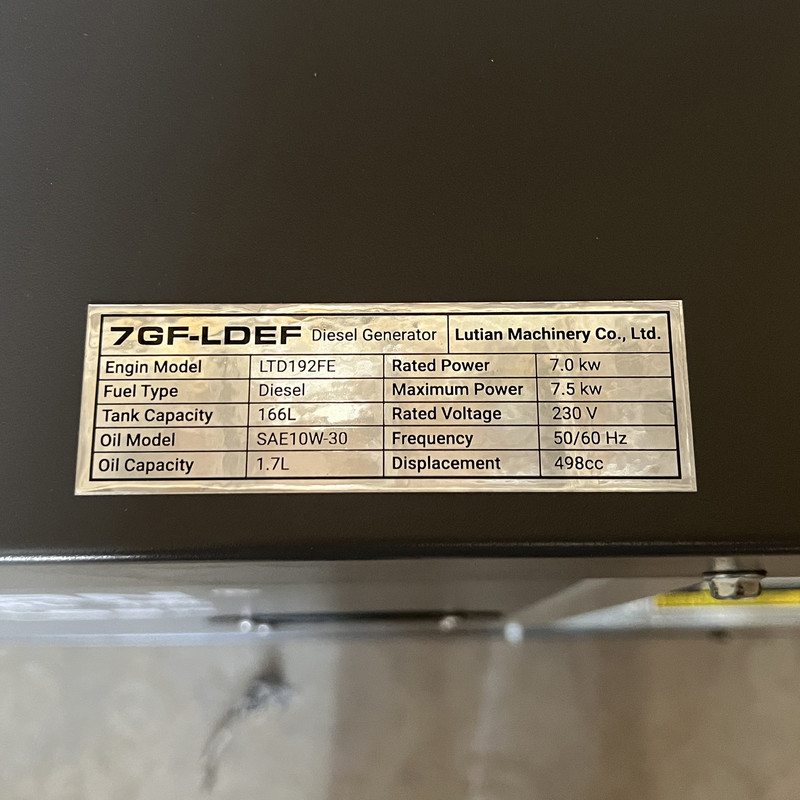 7GF-LDEF Diesel Generator Lutian Machinery Co., Ltd.
Engin Model LTD192FE Rated Power 7.0 kw
Fuel Type Diesel Maximum Power 7.5 kw
Tank Capacity 166L Rated Voltage 230 V
Oil Model SAE10W-30 Frequency 50/60 Hz
Oil Capacity 1.7L Displacement 498cc